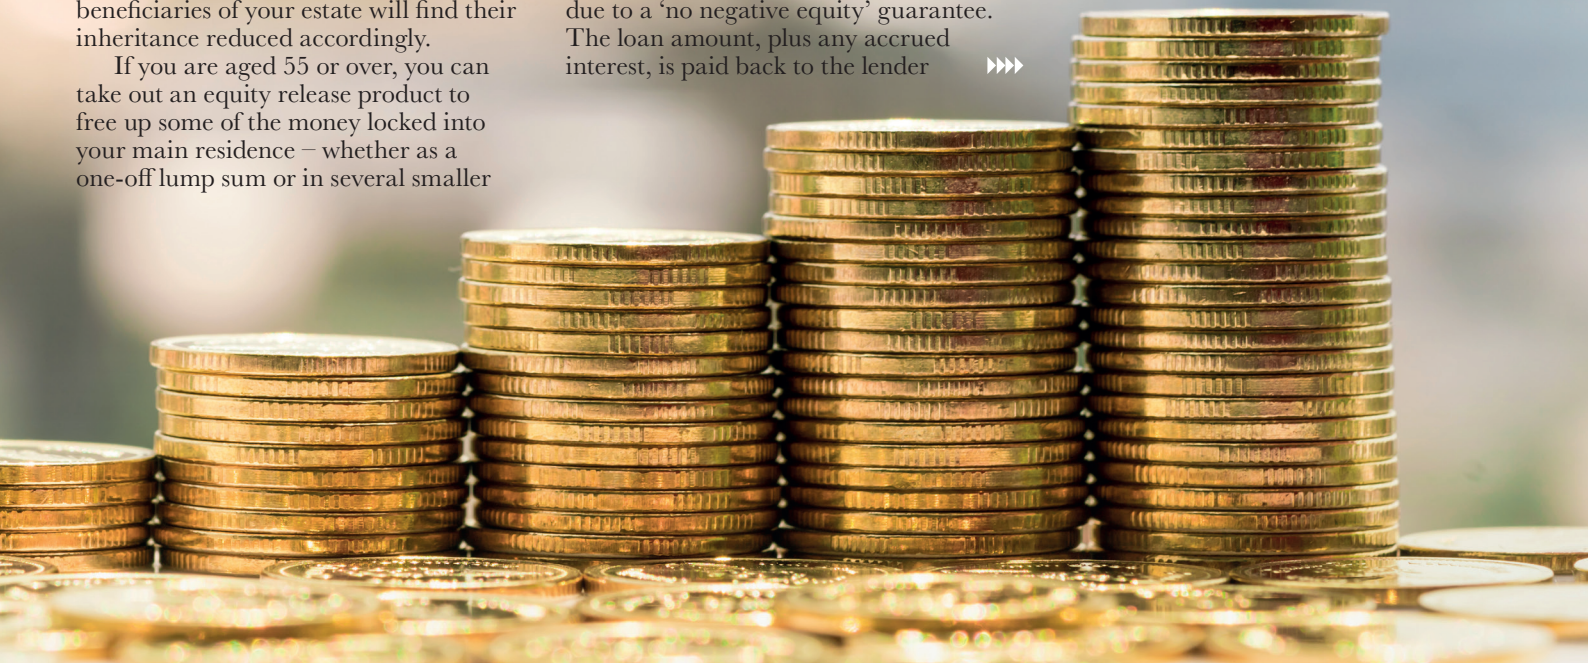 beneficiaries of your estate will find their
inheritance reduced accordingly.
If you are aged 55 or over, you can
take out an equity release product to
free up some of the money locked into
your main residence – whether as a
one-off lump sum or in several smaller
due to a ‘no negative equity’ guarantee.
The loan amount, plus any accrued
interest, is paid back to the lender